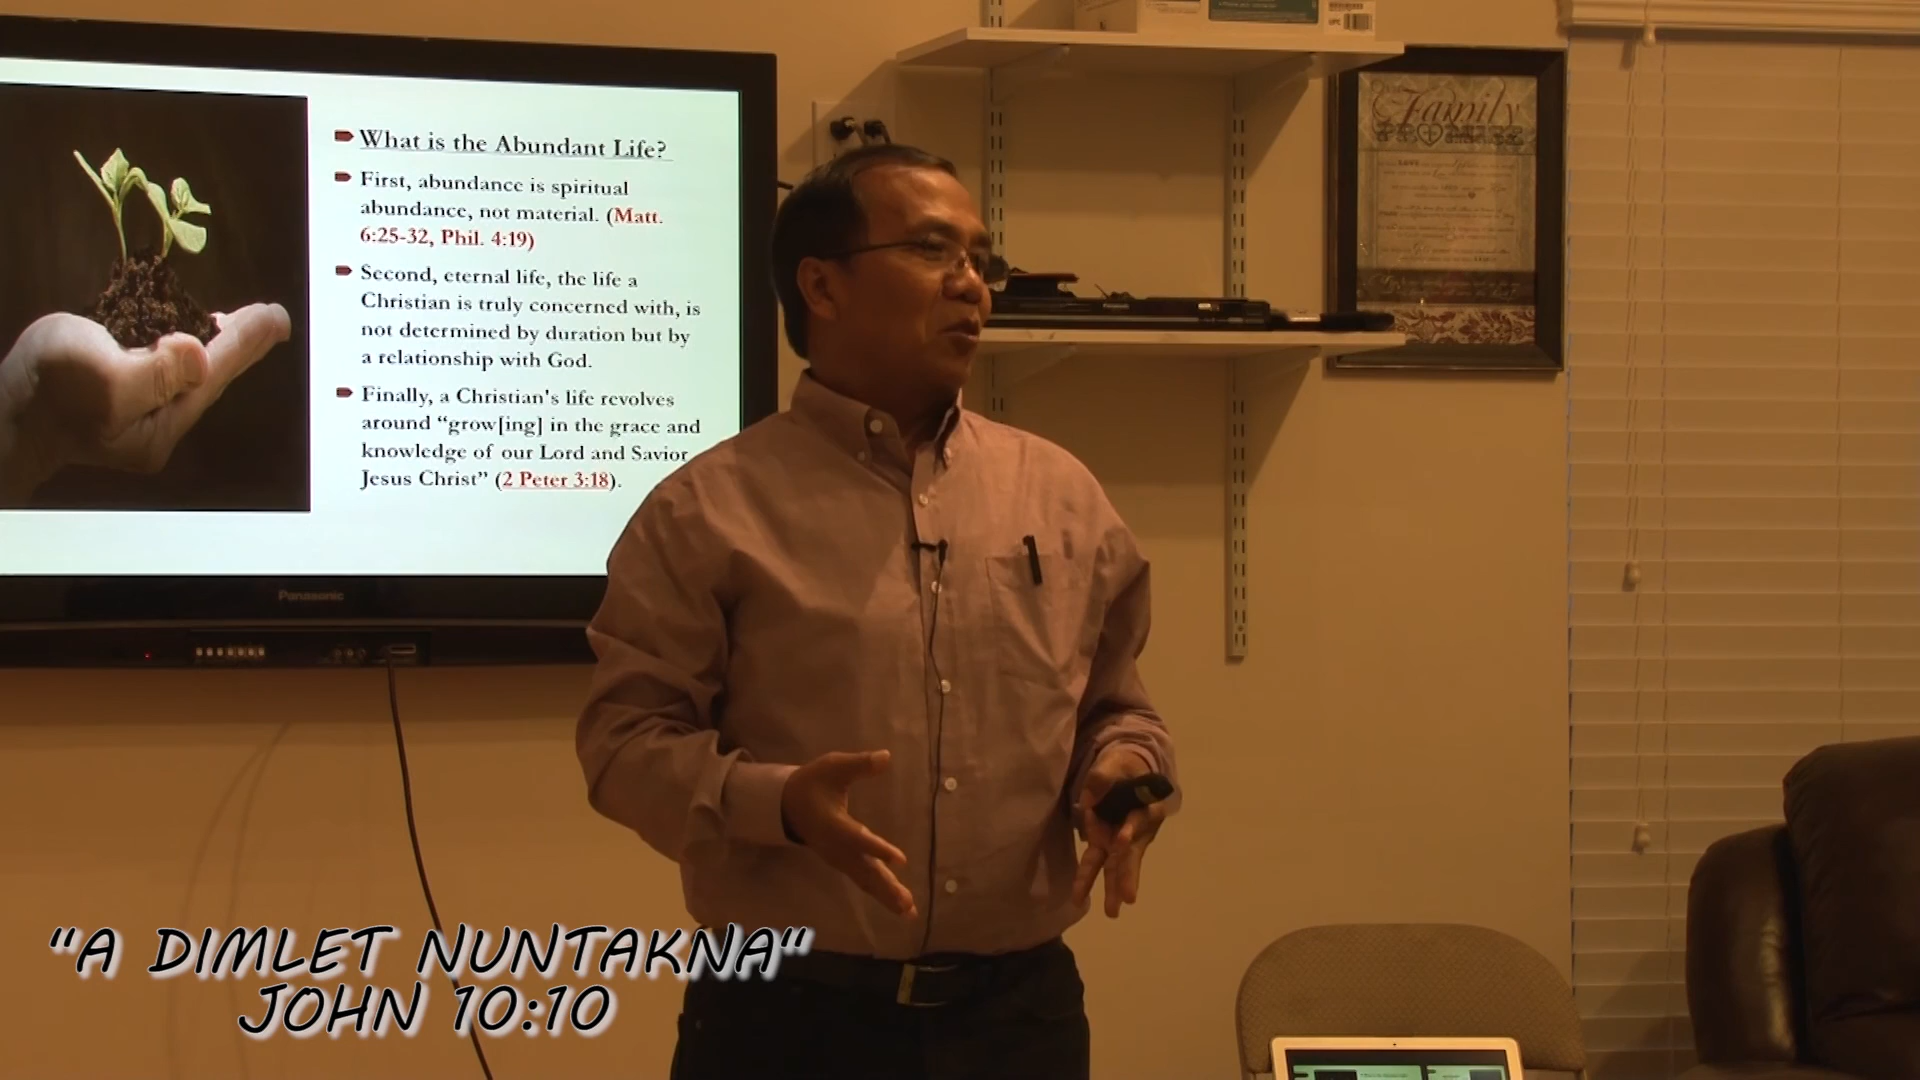 What is the Abundant Life?
First, abundance is spiritual
abundance, not material. (Matt.
6:25-32, Phil. 4:19)
Second, eternal life, the life a
Christian is truly concerned with, is
not determined by duration but by
a relationship with God.
Finally, a Christian's life revolves
around “grow[ing] in the grace and
knowledge of our Lord and Savior
Jesus Christ” (2 Peter 3:18).
Panasonic
Family
PROMISE
UPC
Panasonic
“A DIMLET NUNTAKNA“
JOHN 10:10